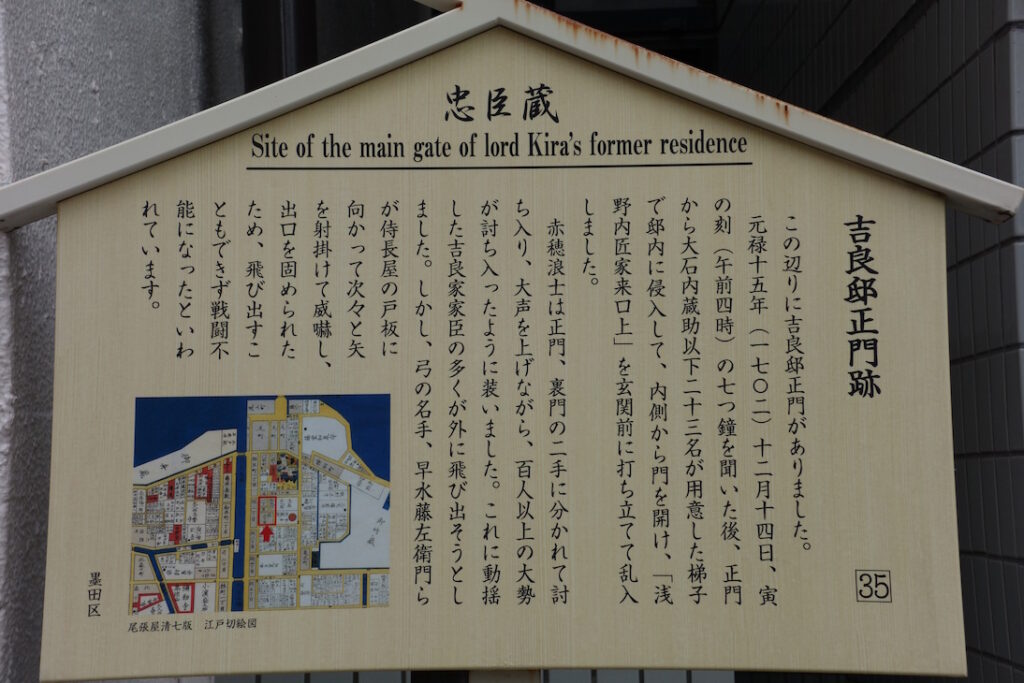 忠臣蔵
Site of the main gate of lord Kira's former residence
吉良邸正門跡
この辺りに吉良邸正門がありました。
元禄十五年（一七〇二）十二月十四日、寅
の刻（午前四時）の七つ鐘を聞いた後、正門
から大石内蔵助以下二十三名が用意した梯子
で邸内に侵入して、内側から門を開け、「浅
野内匠家来口上」を玄関前に打ち立てて乱入
しました。
赤穂浪士は正門、裏門の二手に分かれて討
ち入り、大声を上げながら、百人以上の大勢
が討ち入ったように装いました。これに動揺
した吉良家家臣の多くが外に飛び出そうとし
ました。しかし、弓の名手、早水藤左衛門ら
が侍長屋の戸板に
向かって次々と矢
を射掛けて威嚇し、
出口を固められた
ため、飛び出すこ
ともできず戦闘不
能になったといわ
れています。
35
尾張屋清七版 江戸切絵図
墨田区